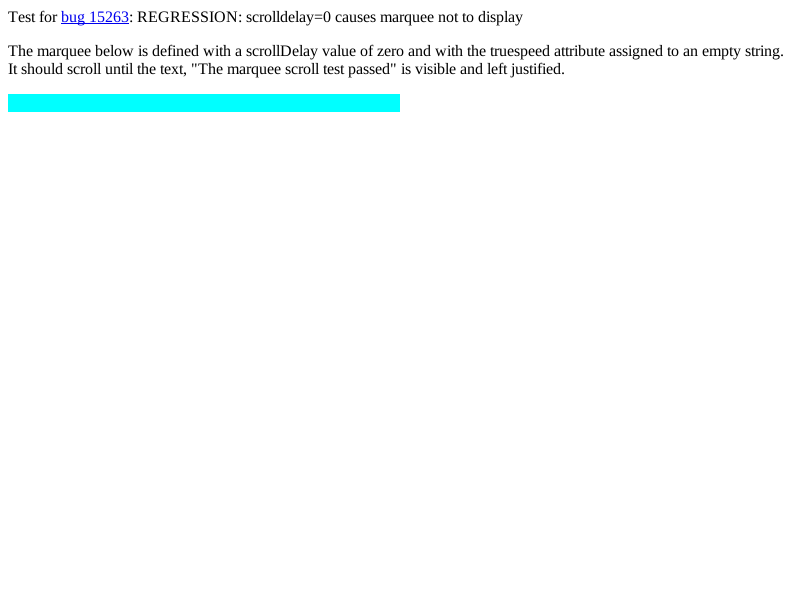 Test for bug 15263: REGRESSION: scrolldelay=0 causes marquee not to display
The marquee below is defined with a scrollDelay value of zero and with the truespeed attribute assigned to an empty string.
It should scroll until the text, "The marquee scroll test passed" is visible and left justified.